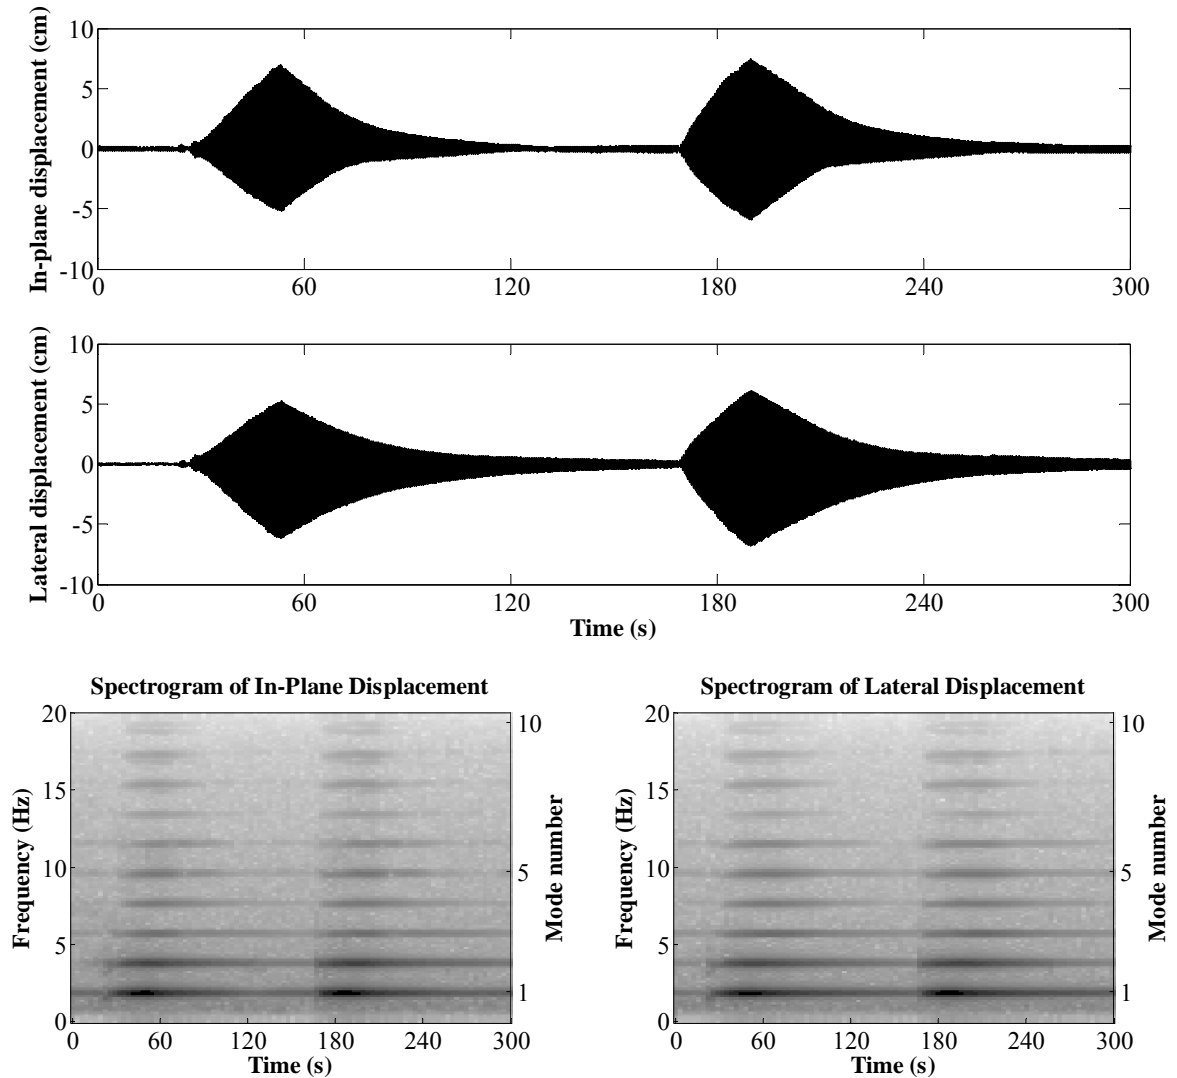 In-plane displacement (cm)
10
5
0
-5
-10
0 60 120 180 240 300
Lateral displacement (cm)
10
5
0
-5
-10
0 60 120 180 240 300
Time (s)
Spectrogram of In-Plane Displacement
Frequency (Hz)
20
15
10
5
0
10
5
1
Mode number
0 60 120 180 240 300
Time (s)
Spectrogram of Lateral Displacement
Frequency (Hz)
20
15
10
5
0
10
5
1
Mode number
0 60 120 180 240 300
Time (s)